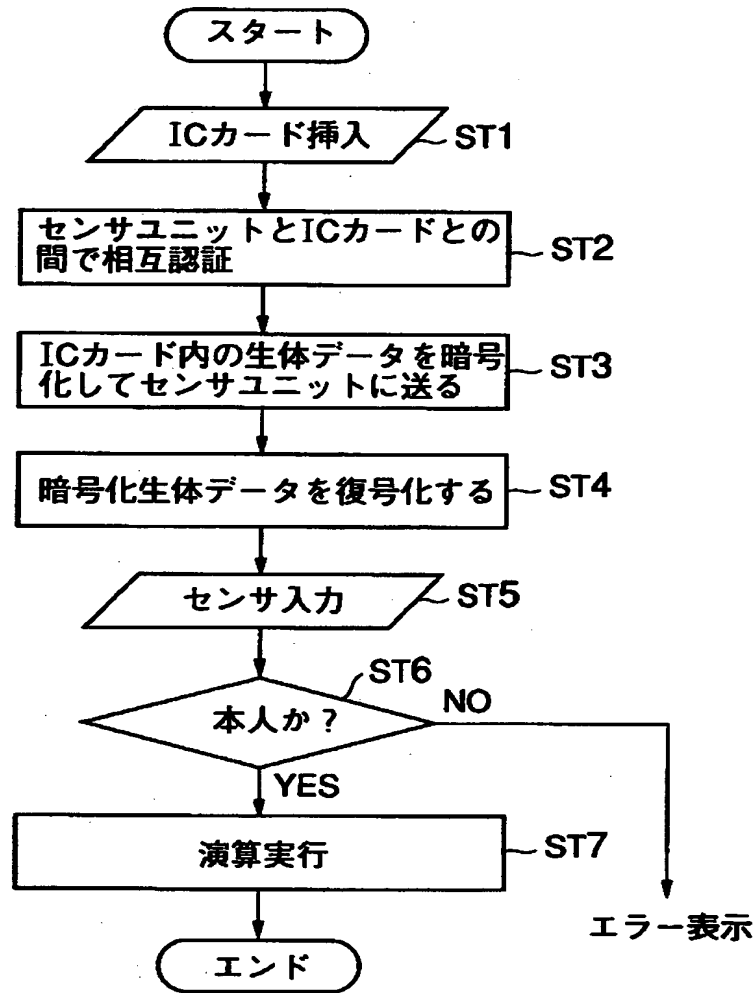 スタート
ICカード挿入
ST1
センサユニットとICカードとの
間で相互認証
ST2
ICカード内の生体データを暗号
化してセンサユニットに送る
ST3
暗号化生体データを復号化する
ST4
センサ入力
ST5
ST6
本人か?
NO
YES
演算実行
ST7
エラー表示
エンド